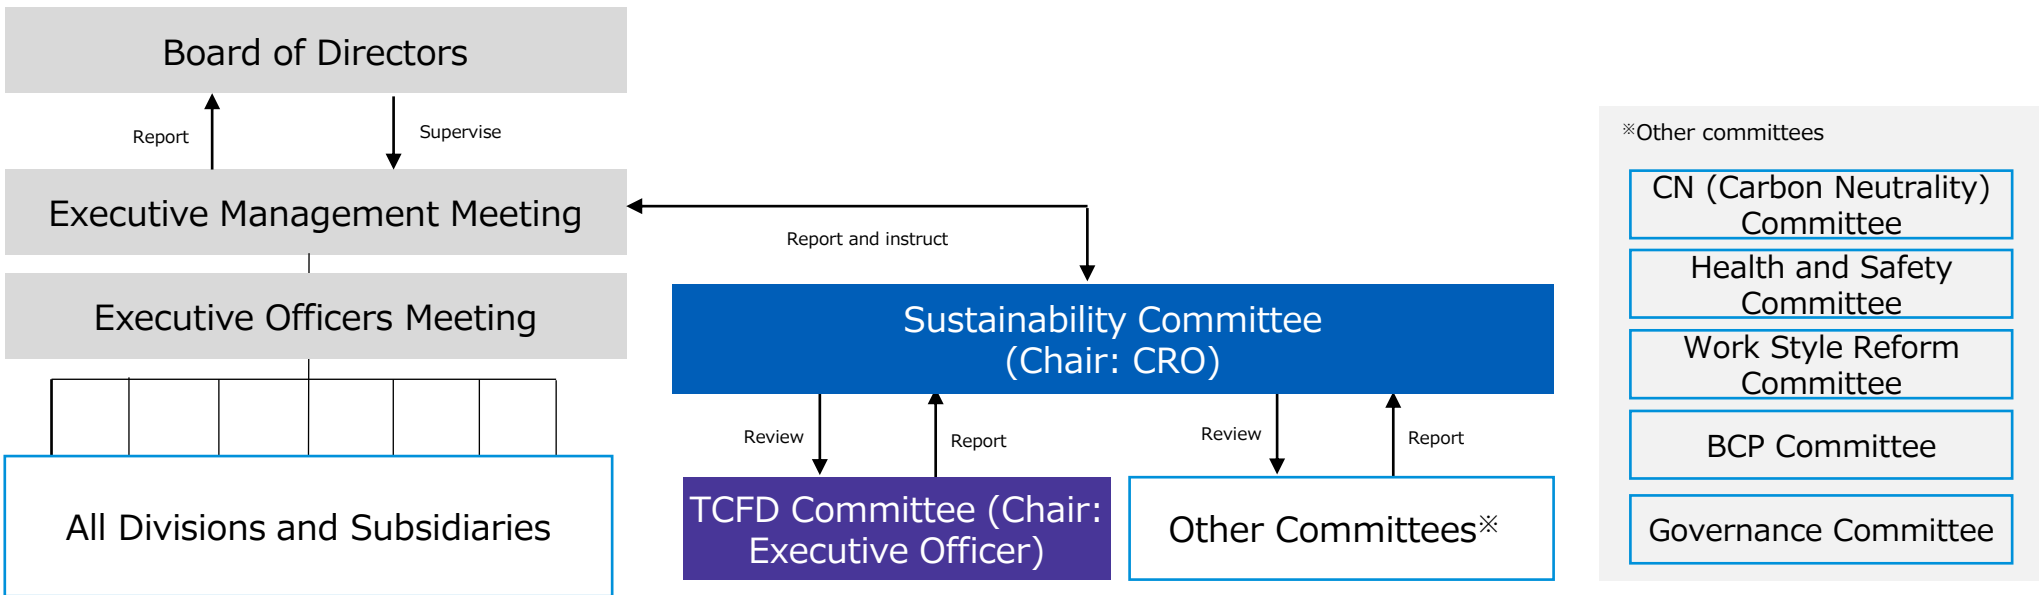 Board of Directors
Report
Supervise
Executive Management Meeting
Report and instruct
Executive Officers Meeting
All Divisions and Subsidiaries
Sustainability Committee
(Chair: CRO)
Review
Report
Review
Report
TCFD Committee (Chair:
Executive Officer)
Other Committees※
※Other committees
CN (Carbon Neutrality)
Committee
Health and Safety
Committee
Work Style Reform
Committee
BCP Committee
Governance Committee